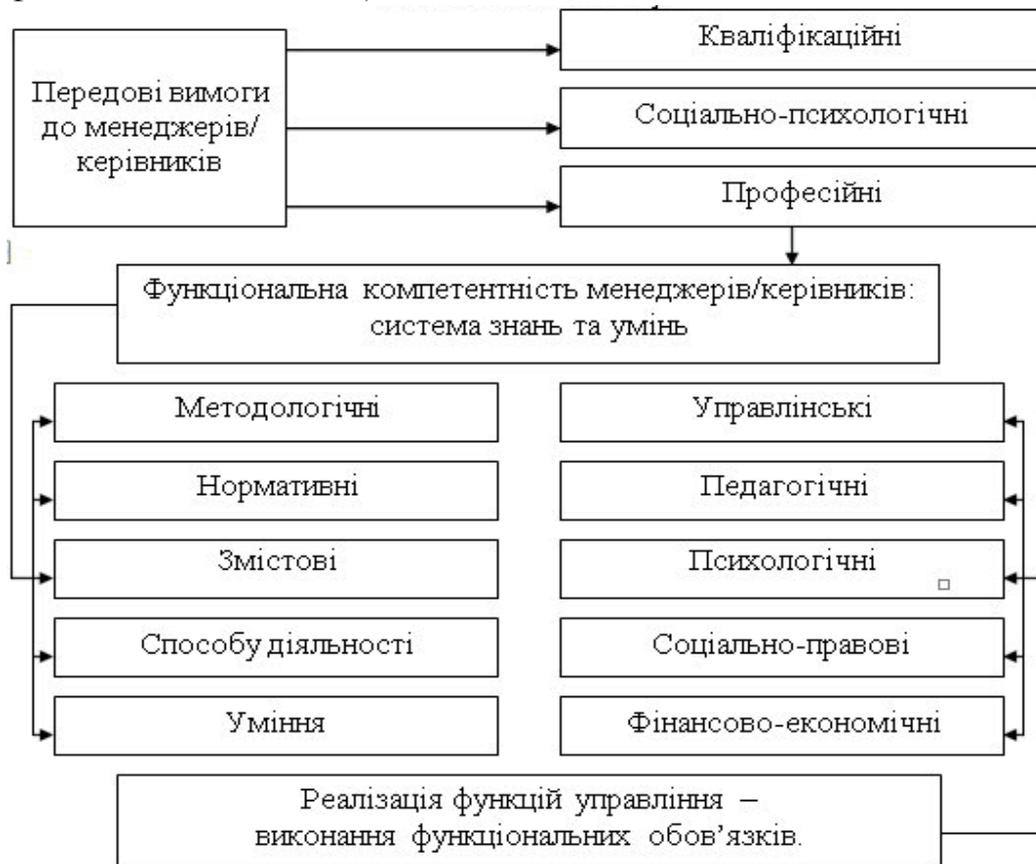 Передові вимоги
до менеджерів/
керівників
Кваліфікаційні
Соціально-психологічні
Професійні
Функціональна компетентність менеджерів/керівників:
система знань та умінь
Методологічні
Нормативні
Змістові
Способу діяльності
Уміння
Управлінські
Педагогічні
Психологічні
Соціально-правові
Фінансово-економічні
Реалізація функцій управління –
виконання функціональних обов’язків.